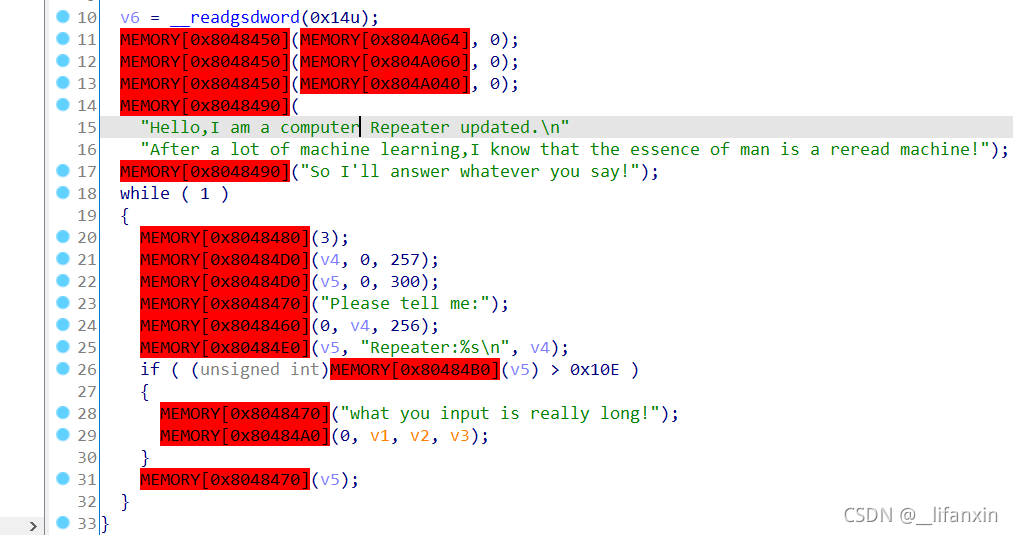 10 v6 = __readgsdword(0x14u);
11 MEMORY[0x8048450](MEMORY[0x804A064], 0);
12 MEMORY[0x8048450](MEMORY[0x804A060], 0);
13 MEMORY[0x8048450](MEMORY[0x804A040], 0);
14 MEMORY[0x8048490](
15 "Hello,I am a computer Repeater updated.\n"
16 "After a lot of machine learning,I know that the essence of man is a reread machine!");
17 MEMORY[0x8048490]("So I'll answer whatever you say!");
18 while ( 1 )
19 {
20 MEMORY[0x8048480](3);
21 MEMORY[0x80484D0](v4, 0, 257);
22 MEMORY[0x80484D0](v5, 0, 300);
23 MEMORY[0x8048470]("Please tell me:");
24 MEMORY[0x8048460](0, v4, 256);
25 MEMORY[0x80484E0](v5, "Repeater:%s\n", v4);
26 if ( (unsigned int)MEMORY[0x80484B0](v5) > 0x10E )
27 {
28 MEMORY[0x8048470]("what you input is really long!");
29 MEMORY[0x80484A0](0, v1, v2, v3);
30 }
31 MEMORY[0x8048470](v5);
32 }
33 }
CSDN @__lifanxin